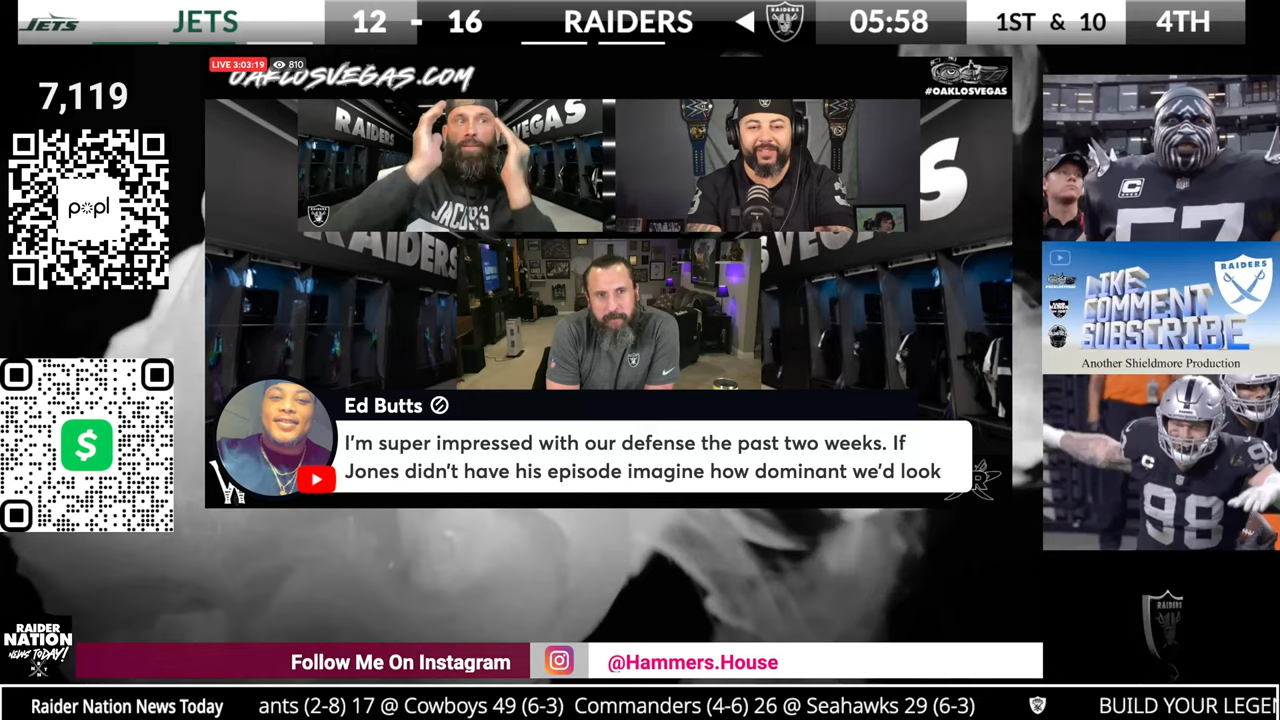 JETS
JETS
12 - 16
RAIDERS
05:58
1ST & 10
4TH
LIVE 3:03:19 810
OAKLOSVEGAS.COM
#OAKLOSVEGAS
7,119
popl
RAIDERS
VEGAS
JACOBS
S
RAIDERS
S VEG
57
C
LIKE
COMMENT
SUBSCRIBE
RAIDERS
Another Shieldmore Production
Ed Butts
I'm super impressed with our defense the past two weeks. If
Jones didn't have his episode imagine how dominant we'd look
$
C
98
RAIDERS
RAIDER
NATION
NEWS TODAY!
Follow Me On Instagram
@Hammers.House
Raider Nation News Today
ants (2-8) 17 @ Cowboys 49 (6-3) Commanders (4-6) 26 @ Seahawks 29 (6-3)
BUILD YOUR LEGE